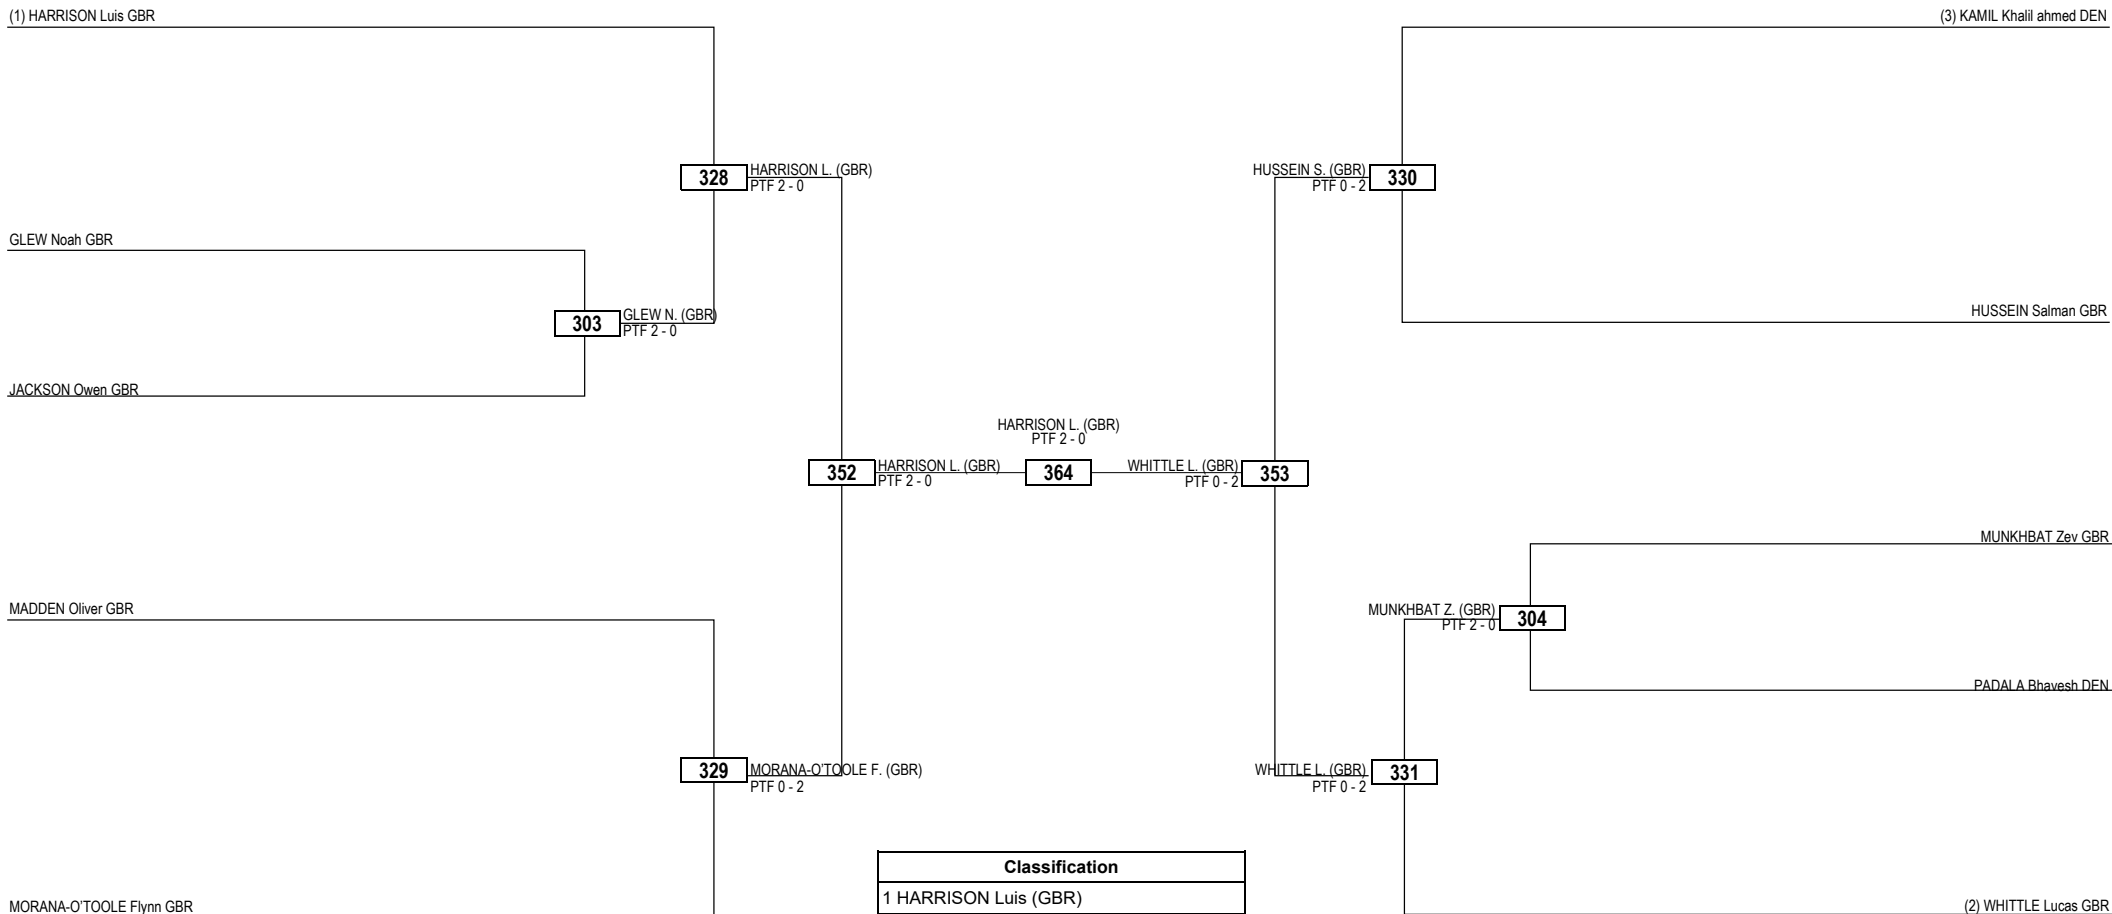 (1) HARRISON Luis GBR
(3) KAMIL Khalil ahmed DEN
328
HARRISON L. (GBR)
PTF 2 - 0
HUSSEIN S. (GBR)
PTF 0 - 2
330
GLEW Noah GBR
303
GLEW N. (GBR)
PTF 2 - 0
HUSSEIN Salman GBR
JACKSON Owen GBR
HARRISON L. (GBR)
PTF 2 - 0
352
HARRISON L. (GBR)
PTF 2 - 0
364
WHITTLE L. (GBR)
PTF 0 - 2
353
MUNKHBAT Zev GBR
MADDEN Oliver GBR
MUNKHBAT Z. (GBR)
PTF 2 - 0
304
PADALA Bhavesh DEN
329
MORANA-O'TOOLE F. (GBR)
PTF 0 - 2
WHITTLE L. (GBR)
PTF 0 - 2
331
Classification
1 HARRISON Luis (GBR)
MORANA-O'TOOLE Flynn GBR
(2) WHITTLE Lucas GBR